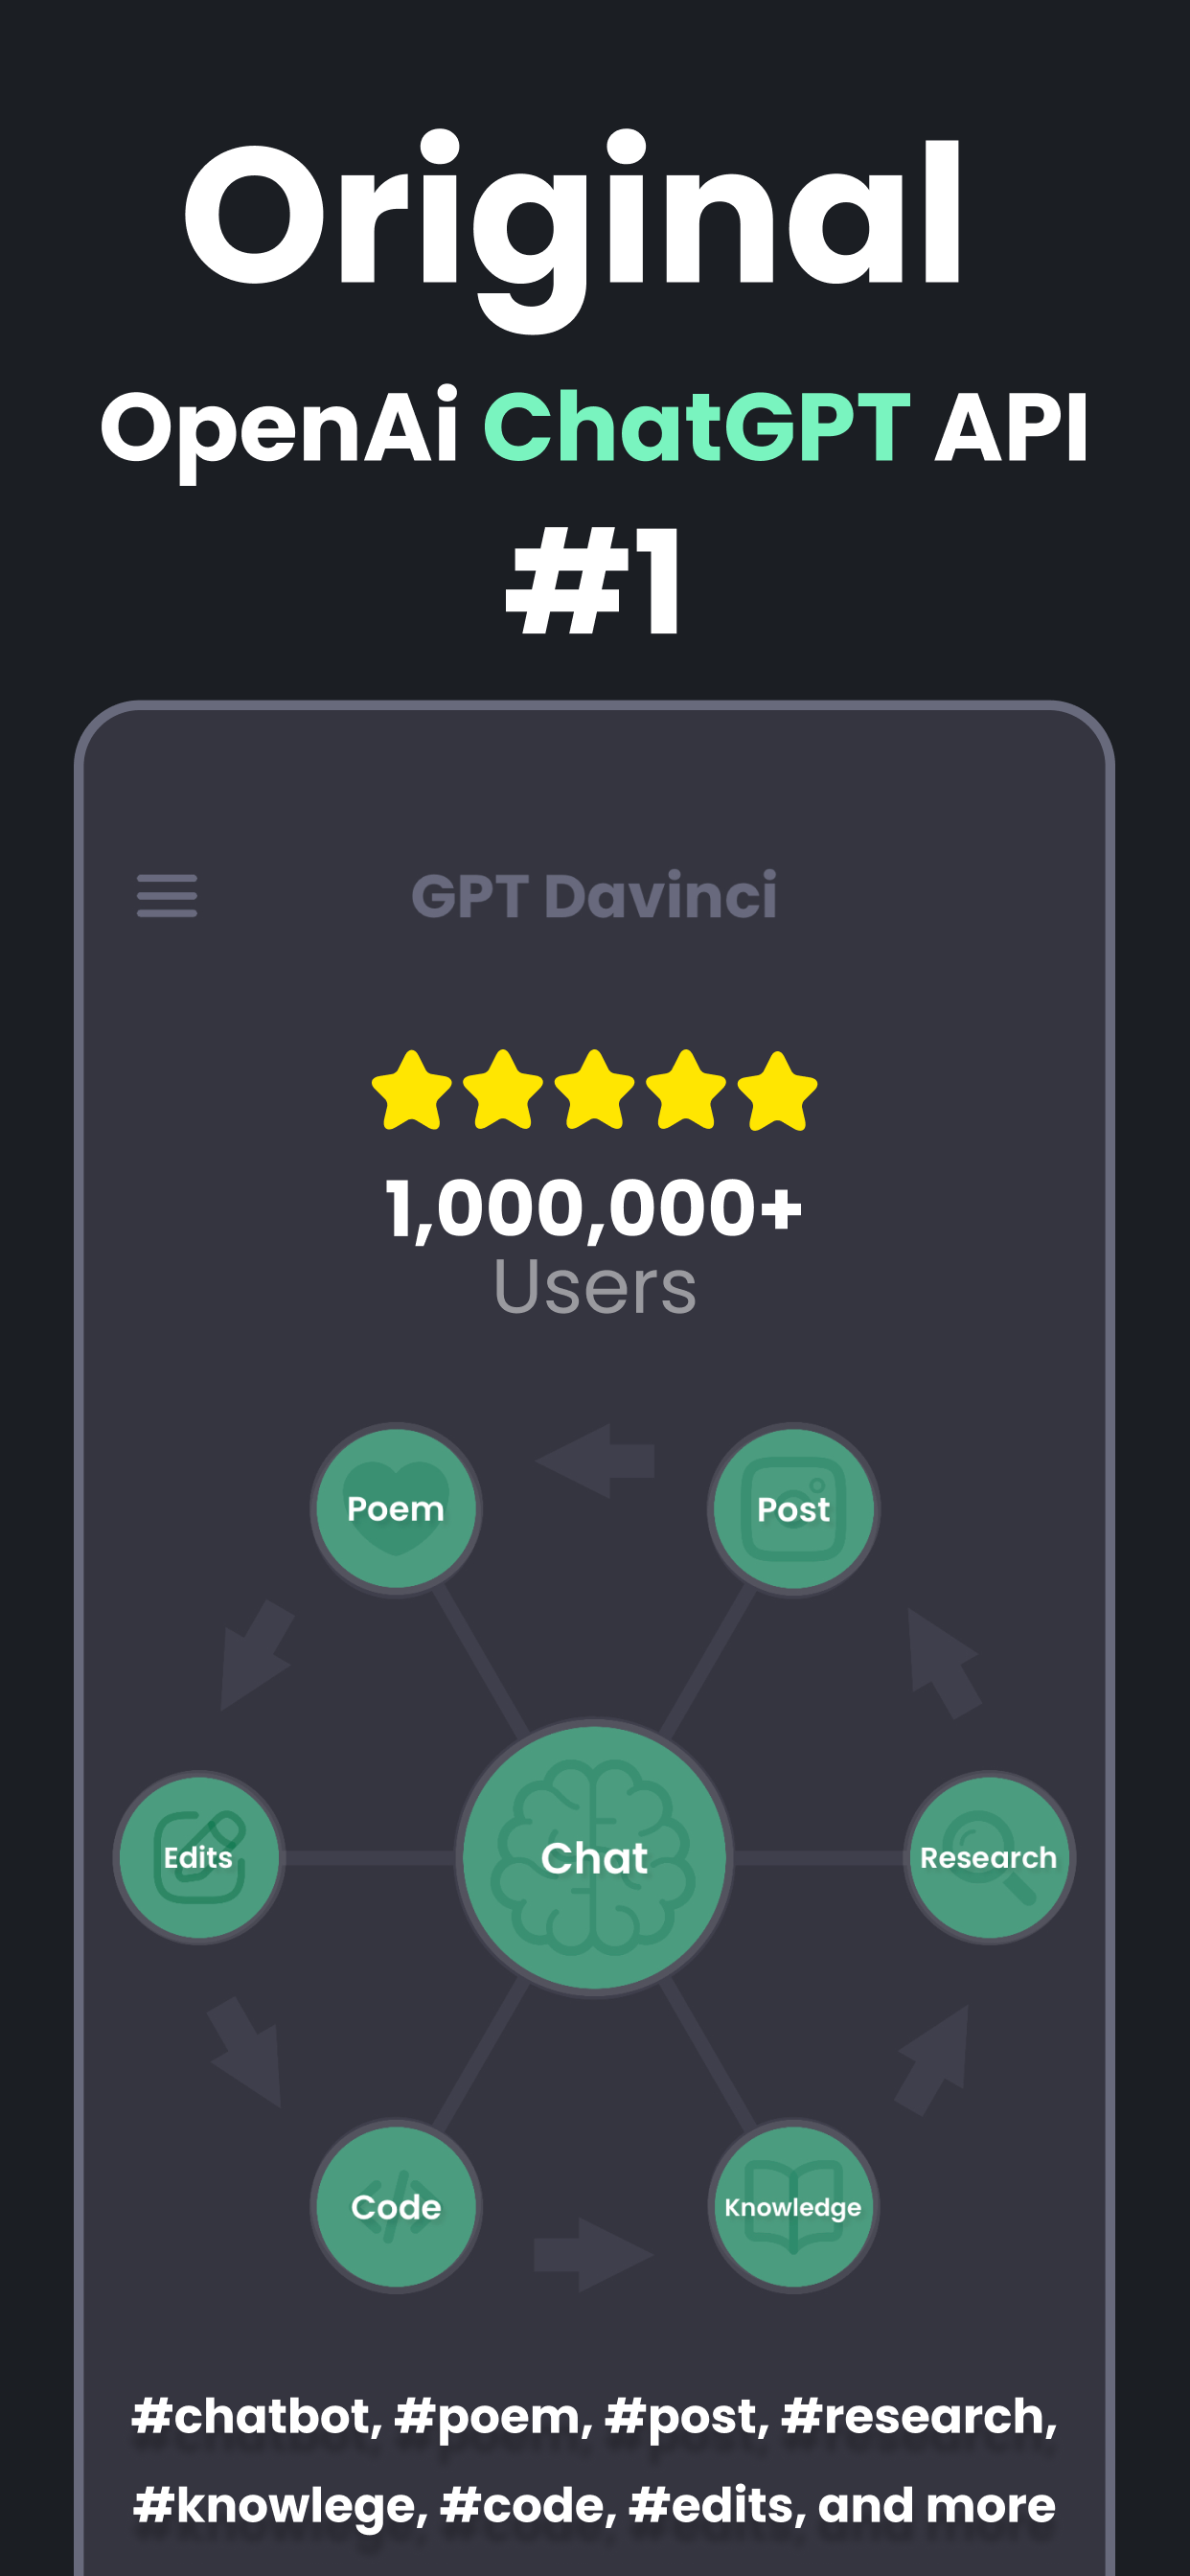 Original
OpenAi ChatGPT API
#1
GPT Davinci
1,000,000+
Users
Poem
Post
Edits
Chat
Research
Code
Knowledge
#chatbot, #poem, #post, #research,
#knowlege, #code, #edits, and more